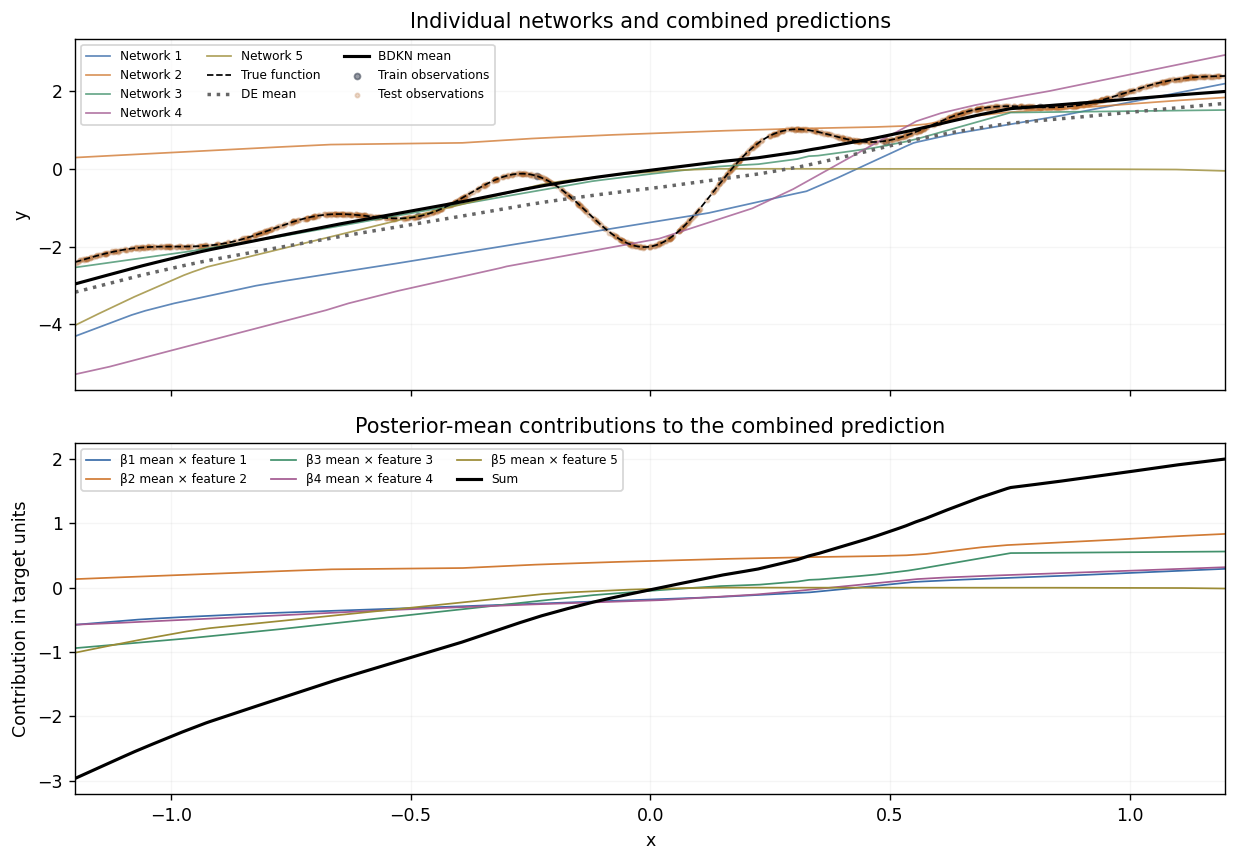 Individual networks and combined predictions
Network 1
Network 2
Network 3
Network 4
Network 5
True function
DE mean
BDKN mean
Train observations
Test observations
2
0
−2
−4
y
Posterior-mean contributions to the combined prediction
β1 mean × feature 1
β2 mean × feature 2
β3 mean × feature 3
β4 mean × feature 4
β5 mean × feature 5
Sum
2
1
0
−1
−2
−3
Contribution in target units
−1.0
−0.5
0.0
0.5
1.0
x